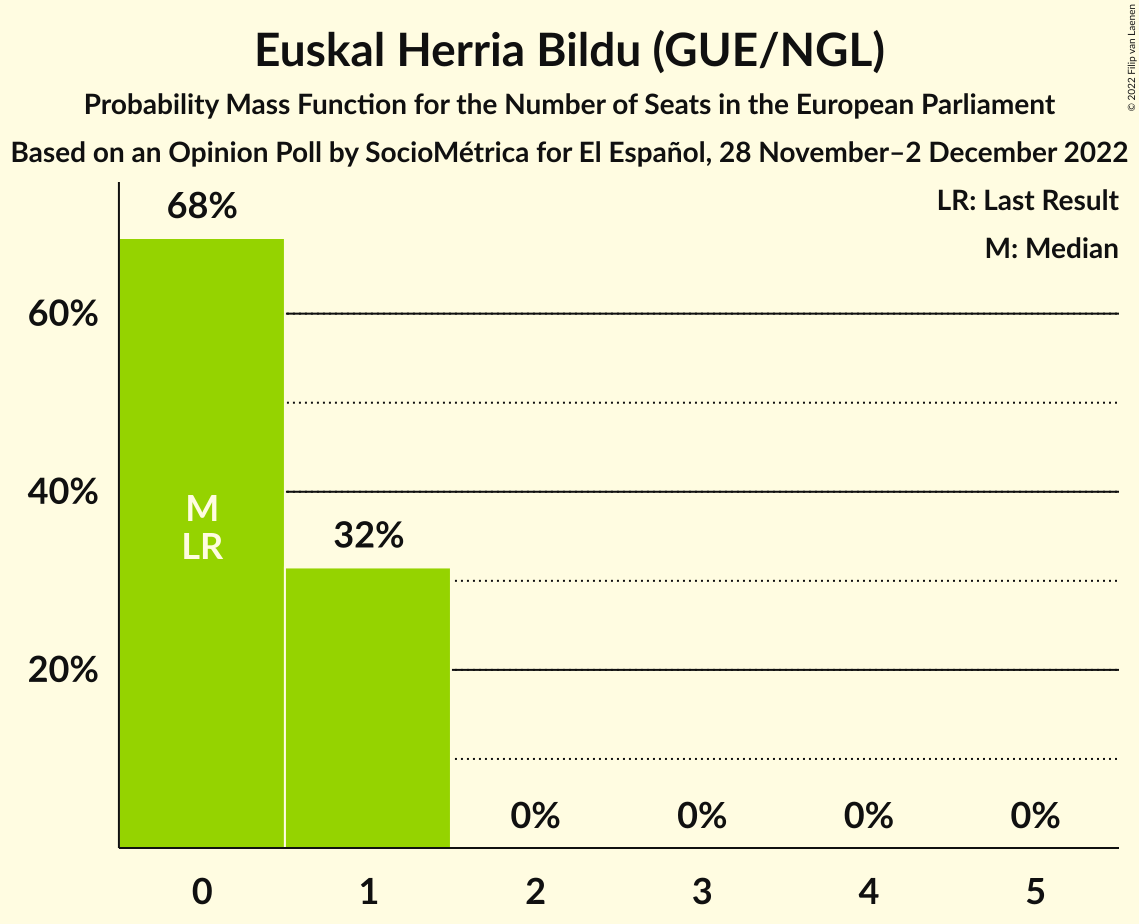 Euskal Herria Bildu (GUE/NGL)
Probability Mass Function for the Number of Seats in the European Parliament
Based on an Opinion Poll by SocioMétrica for El Español, 28 November–2 December 2022
© 2022 Filip van Laenen
LR: Last Result
M: Median
68%
60%
40%
20%
M
LR
32%
0%
0%
0%
0%
0
1
2
3
4
5